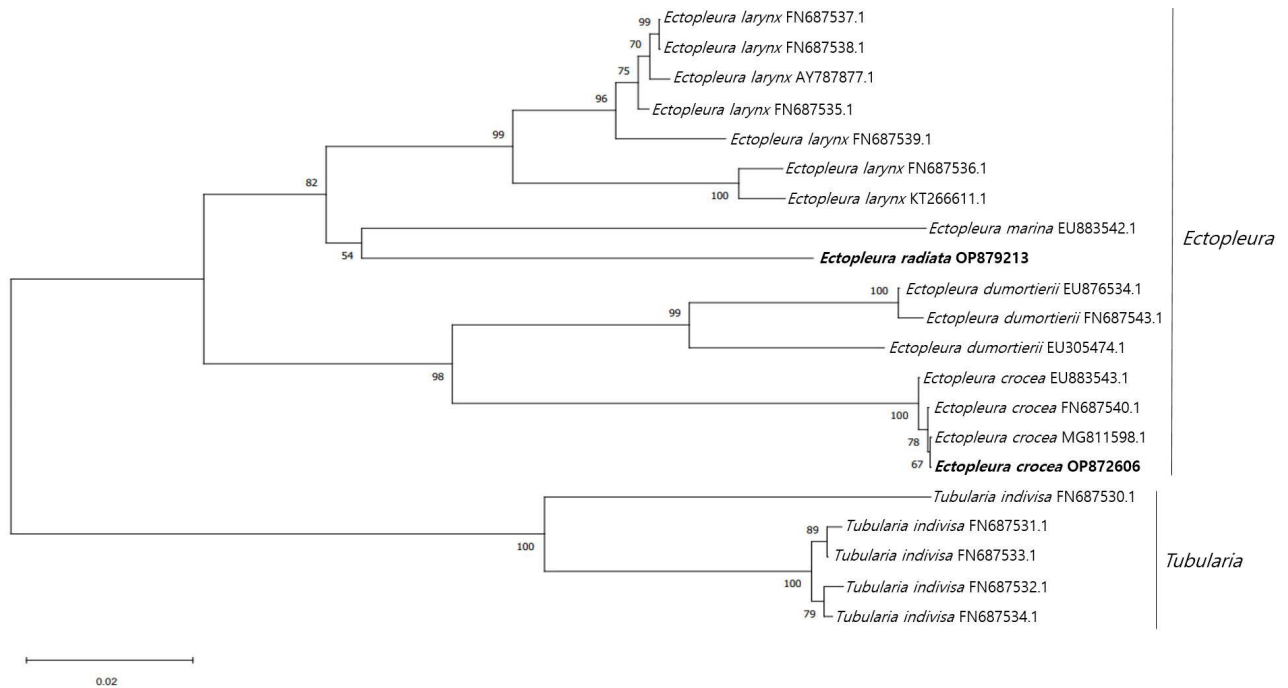 Ectopleura larynx FN687537.1
99
Ectopleura larynx FN687538.1
70
Ectopleura larynx AY787877.1
75
96
Ectopleura larynx FN687535.1
99
Ectopleura larynx FN687539.1
Ectopleura larynx FN687536.1
82
100
Ectopleura larynx KT266611.1
Ectopleura marina EU883542.1
Ectopleura
54
Ectopleura radiata OP879213
100
Ectopleura dumortierii EU876534.1
99
Ectopleura dumortierii FN687543.1
Ectopleura dumortierii EU305474.1
98
Ectopleura crocea EU883543.1
100
Ectopleura crocea FN687540.1
78
Ectopleura crocea MG811598.1
67
Ectopleura crocea OP872606
Tubularia indivisa FN687530.1
89
Tubularia indivisa FN687531.1
100
Tubularia indivisa FN687533.1
Tubularia
100
Tubularia indivisa FN687532.1
79
Tubularia indivisa FN687534.1
0.02